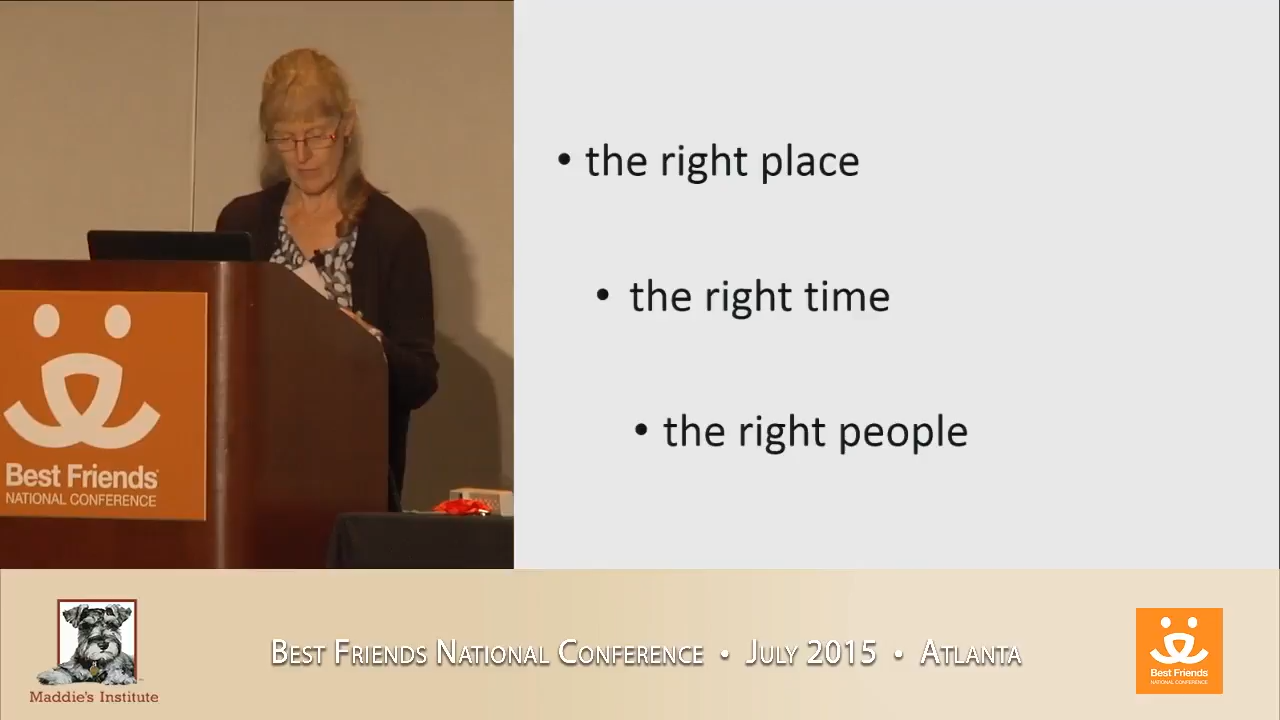 • the right place
• the right time
• the right people
Best Friends
NATIONAL CONFERENCE
Maddie's Institute
Best Friends National Conference • July 2015 • Atlanta
Best Friends
NATIONAL CONFERENCE